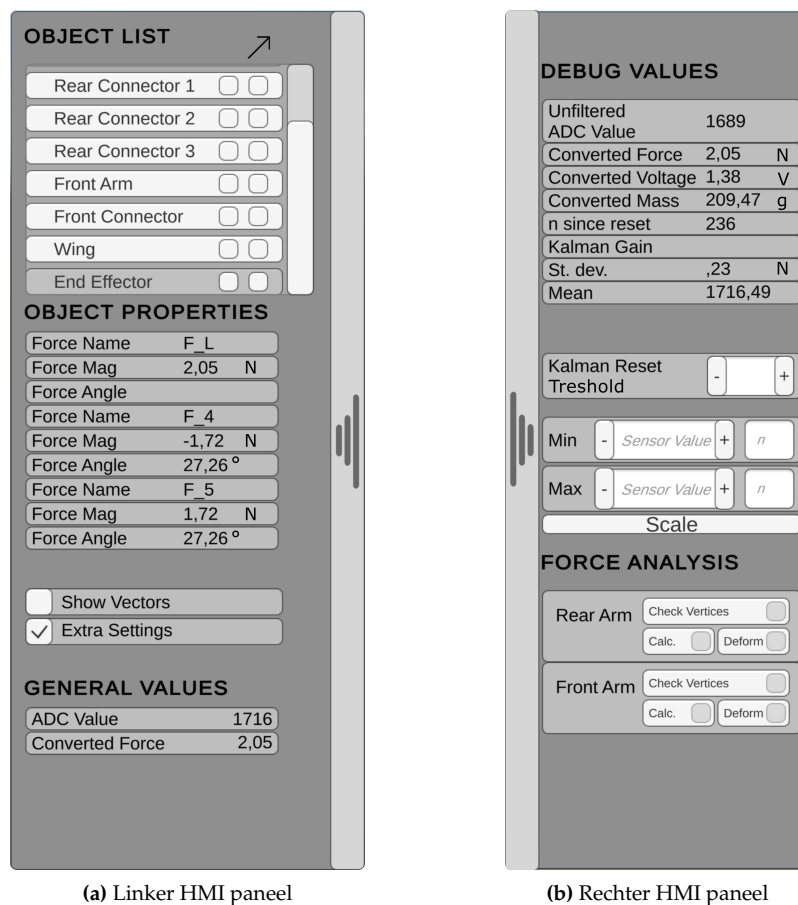 OBJECT LIST
Rear Connector 1
Rear Connector 2
Rear Connector 3
Front Arm
Front Connector
Wing
End Effector
OBJECT PROPERTIES
Force Name F_L
Force Mag 2,05 N
Force Angle
Force Name F_4
Force Mag -1,72 N
Force Angle 27,26 °
Force Name F_5
Force Mag 1,72 N
Force Angle 27,26 °
Show Vectors
Extra Settings
GENERAL VALUES
ADC Value 1716
Converted Force 2,05
(a) Linker HMI paneel
DEBUG VALUES
Unfiltered
ADC Value 1689
Converted Force 2,05 N
Converted Voltage 1,38 V
Converted Mass 209,47 g
n since reset 236
Kalman Gain
St. dev. ,23 N
Mean 1716,49
Kalman Reset
Treshold - +
Min - Sensor Value + n
Max - Sensor Value + n
Scale
FORCE ANALYSIS
Rear Arm Check Vertices
Calc. Deform
Front Arm Check Vertices
Calc. Deform
(b) Rechter HMI paneel